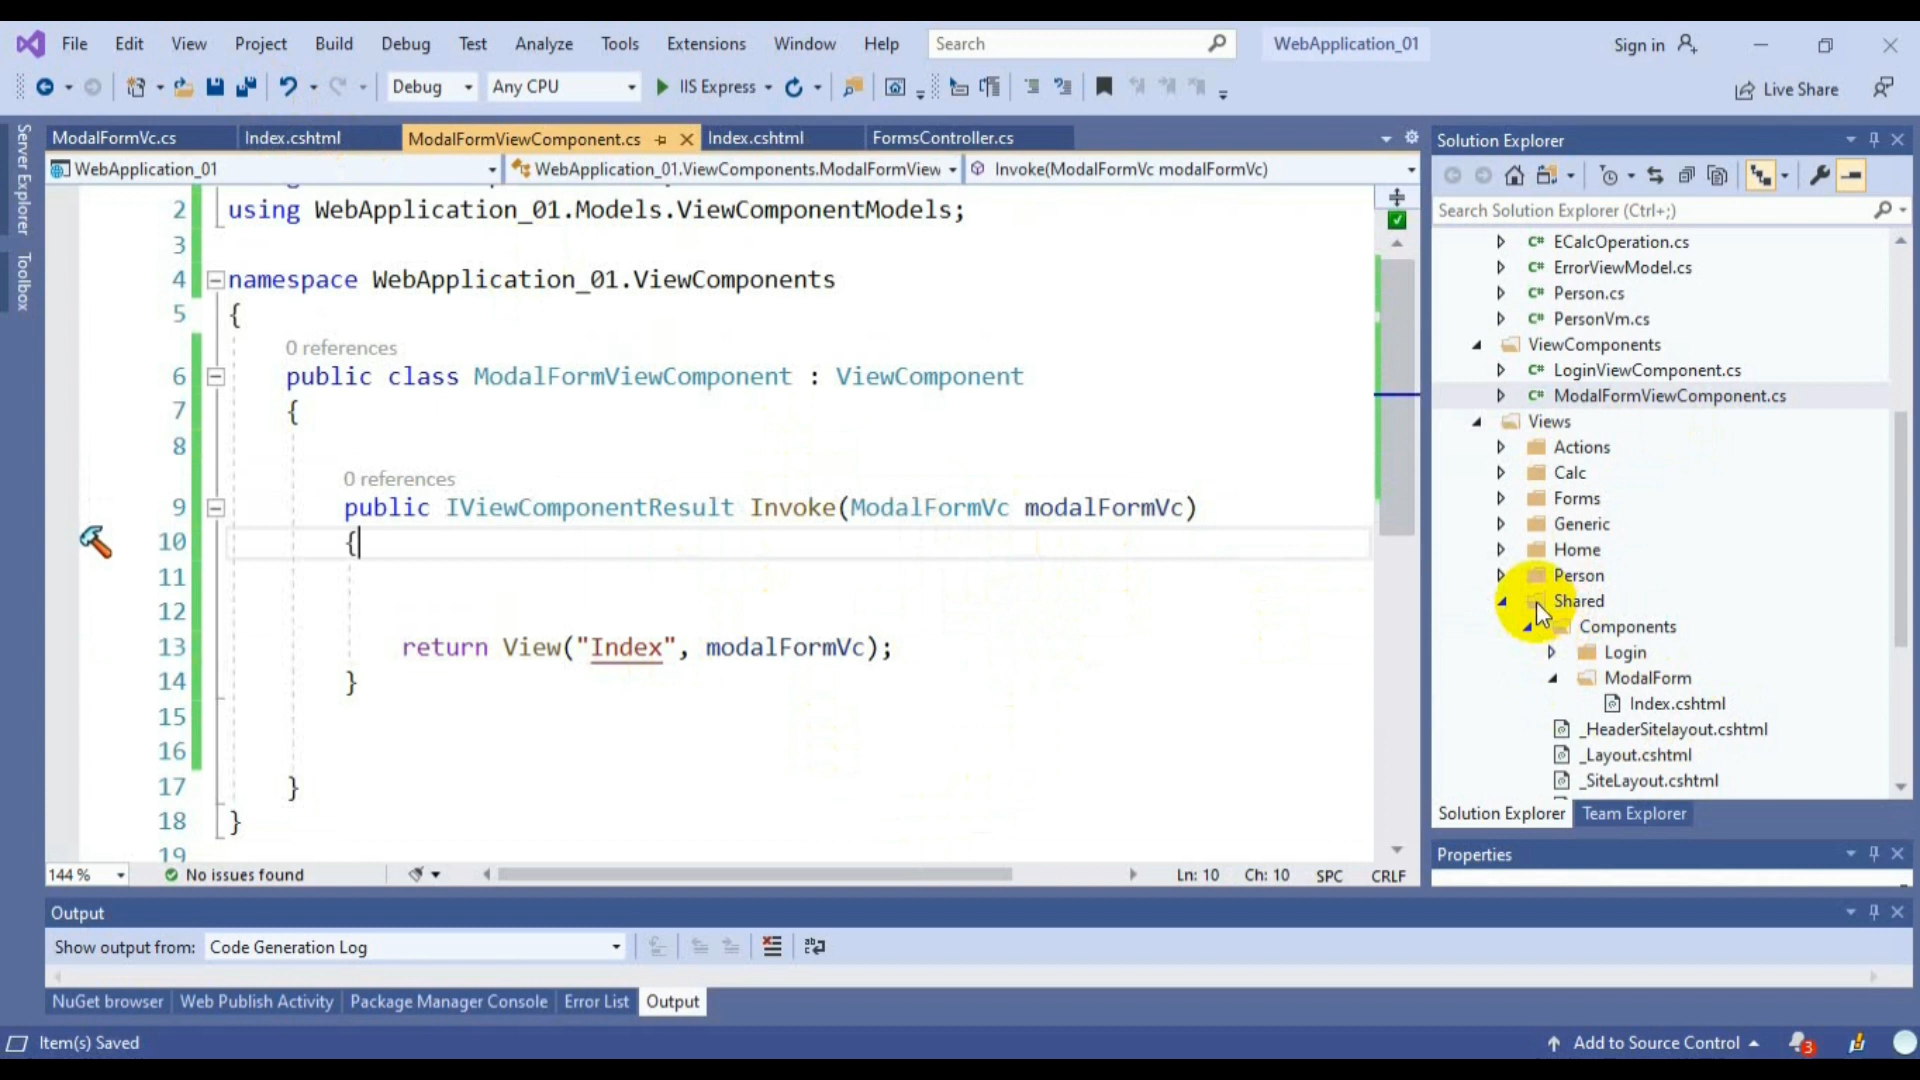 File Edit View Project Build Debug Test Analyze Tools Extensions Window Help Search WebApplication_01 Sign in
Debug Any CPU IIS Express Live Share
Server Explorer
Toolbox
ModalFormVc.cs Index.cshtml ModalFormViewComponent.cs Index.cshtml FormsController.cs
WebApplication_01 WebApplication_01.ViewComponents.ModalFormView Invoke(ModalFormVc modalFormVc)
2 using WebApplication_01.Models.ViewComponentModels;
3
4 namespace WebApplication_01.ViewComponents
5 {
0 references
6 public class ModalFormViewComponent : ViewComponent
7 {
8
0 references
9 public IViewComponentResult Invoke(ModalFormVc modalFormVc)
10 {
11
12
13 return View("Index", modalFormVc);
14 }
15
16
17 }
18 }
19
144 % No issues found Ln: 10 Ch: 10 SPC CRLF
Solution Explorer
Search Solution Explorer (Ctrl+;)
C# ECalcOperation.cs
C# ErrorViewModel.cs
C# Person.cs
C# PersonVm.cs
ViewComponents
C# LoginViewComponent.cs
C# ModalFormViewComponent.cs
Views
Actions
Calc
Forms
Generic
Home
Person
Shared
Components
Login
ModalForm
Index.cshtml
_HeaderSitelayout.cshtml
_Layout.cshtml
_SiteLayout.cshtml
Solution Explorer Team Explorer
Properties
Output
Show output from: Code Generation Log
NuGet browser Web Publish Activity Package Manager Console Error List Output
Item(s) Saved Add to Source Control 3